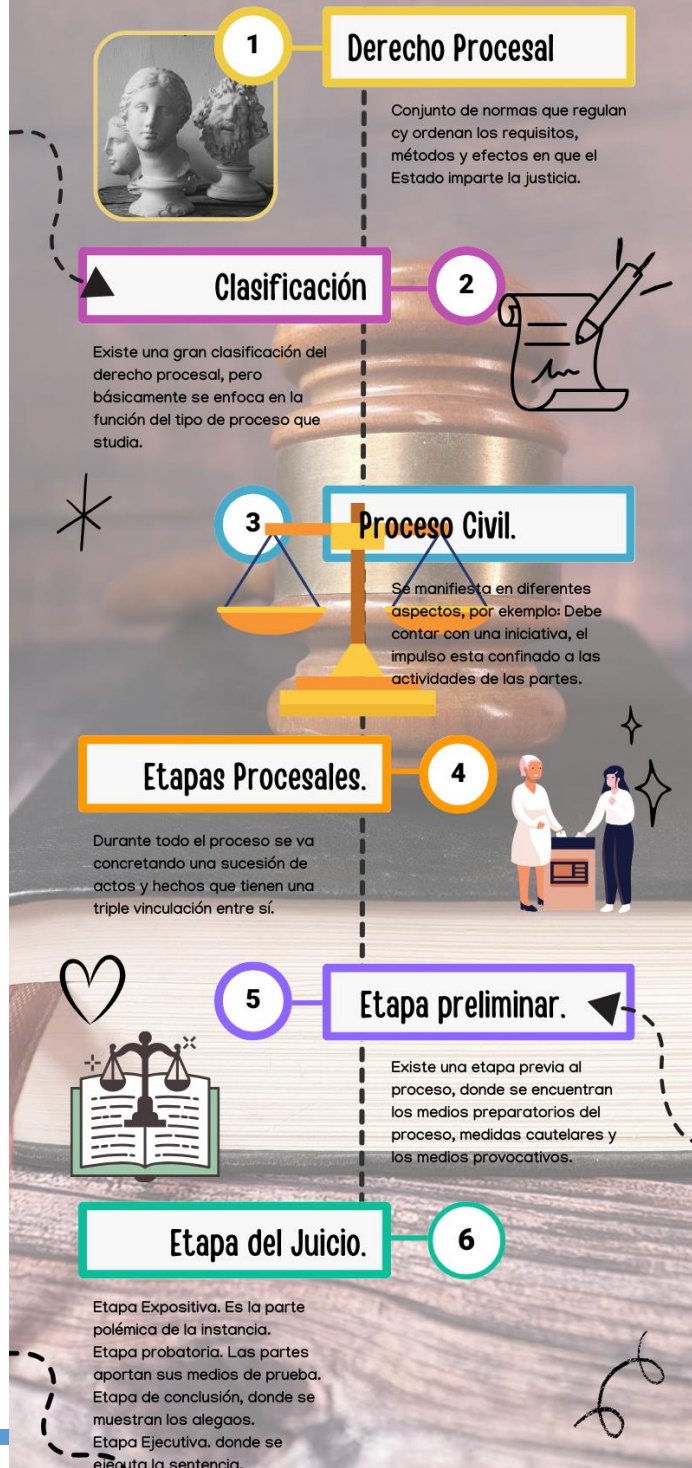 1
Derecho Procesal
Conjunto de normas que regulan
cy ordenan los requisitos,
métodos y efectos en que el
Estado imparte la justicia.
Clasificación
2
Existe una gran clasificación del
derecho procesal, pero
básicamente se enfoca en la
función del tipo de proceso que
studia.
3
Proceso Civil.
Se manifiesta en diferentes
aspectos, por ekemplo: Debe
contar con una iniciativa, el
impulso esta confinado a las
actividades de las partes.
Etapas Procesales.
4
Durante todo el proceso se va
concretando una sucesión de
actos y hechos que tienen una
triple vinculación entre sí.
5
Etapa preliminar.
Existe una etapa previa al
proceso, donde se encuentran
los medios preparatorios del
proceso, medidas cautelares y
los medios provocativos.
Etapa del Juicio.
6
Etapa Expositiva. Es la parte
polémica de la instancia.
Etapa probatoria. Las partes
aportan sus medios de prueba.
Etapa de conclusión, donde se
muestran los alegaos.
Etapa Ejecutiva. donde se
ejecuta la sentencia.